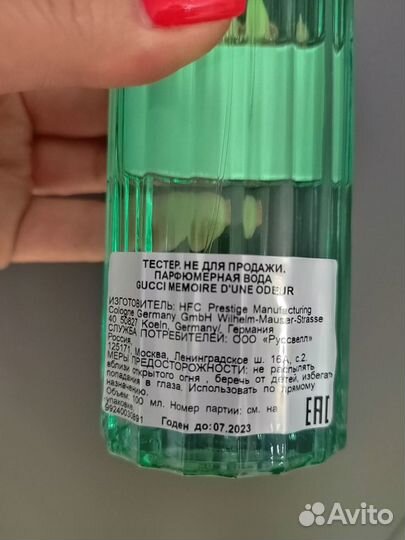 ТЕСТЕР. НЕ ДЛЯ ПРОДАЖИ.
ПАРФЮМЕРНАЯ ВОДА
GUCCI MEMOIRE D'UNE ODEUR
ИЗГОТОВИТЕЛЬ: HFC Prestige Manufacturing
Cologne Germany GmbH Wilhelm-Mauser-Strasse
40, 50827 Koeln, Germany/ Германия
СЛУЖБА ПОТРЕБИТЕЛЕЙ: ООО «Руссвелл»
Россия,
125171, Москва, Ленинградское ш. 16А, с.2.
МЕРЫ ПРЕДОСТОРОЖНОСТИ: не распылять
вблизи открытого огня , беречь от детей, избегать
попадания в глаза. Использовать по прямому
назначению.
Объем: 100 мл. Номер партии: см. на
упаковке.
99240030891
Годен до: 07.2023
EAC
Avito